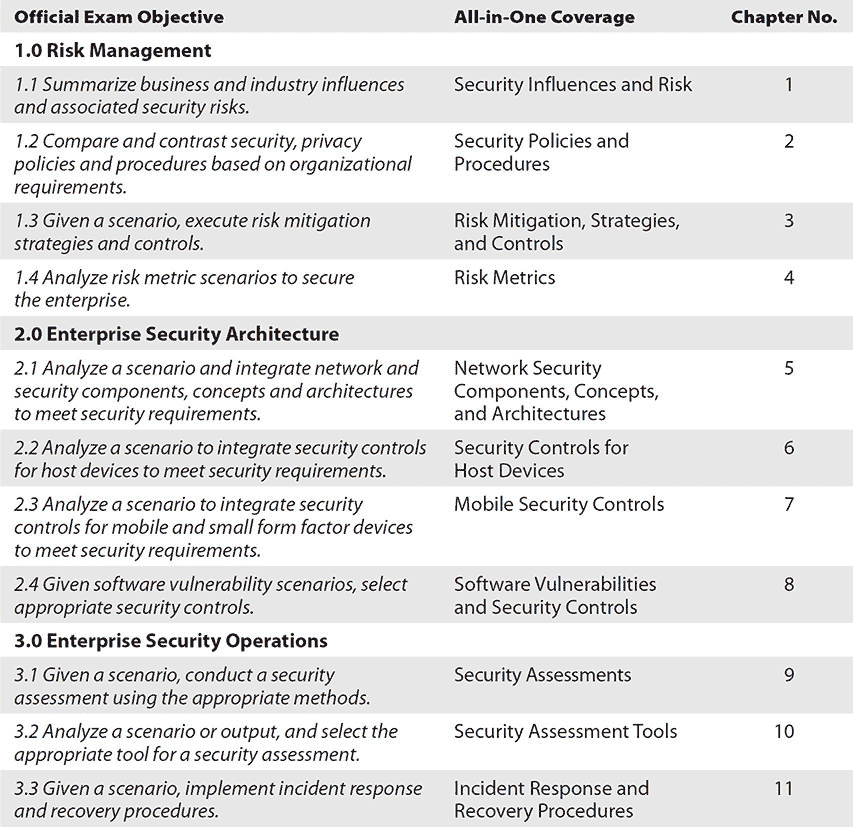 Official Exam Objective All-in-One Coverage Chapter No.
1.0 Risk Management
1.1 Summarize business and industry influences Security Influences and Risk 1
and associated security risks.
1.2 Compare and contrast security, privacy Security Policies and 2
policies and procedures based on organizational Procedures
requirements.
1.3 Given a scenario, execute risk mitigation Risk Mitigation, Strategies, 3
strategies and controls. and Controls
1.4 Analyze risk metric scenarios to secure Risk Metrics 4
the enterprise.
2.0 Enterprise Security Architecture
2.1 Analyze a scenario and integrate network and Network Security 5
security components, concepts and architectures Components, Concepts,
to meet security requirements. and Architectures
2.2 Analyze a scenario to integrate security controls Security Controls for 6
for host devices to meet security requirements. Host Devices
2.3 Analyze a scenario to integrate security Mobile Security Controls 7
controls for mobile and small form factor devices
to meet security requirements.
2.4 Given software vulnerability scenarios, select Software Vulnerabilities 8
appropriate security controls. and Security Controls
3.0 Enterprise Security Operations
3.1 Given a scenario, conduct a security Security Assessments 9
assessment using the appropriate methods.
3.2 Analyze a scenario or output, and select the Security Assessment Tools 10
appropriate tool for a security assessment.
3.3 Given a scenario, implement incident response Incident Response and 11
and recovery procedures. Recovery Procedures